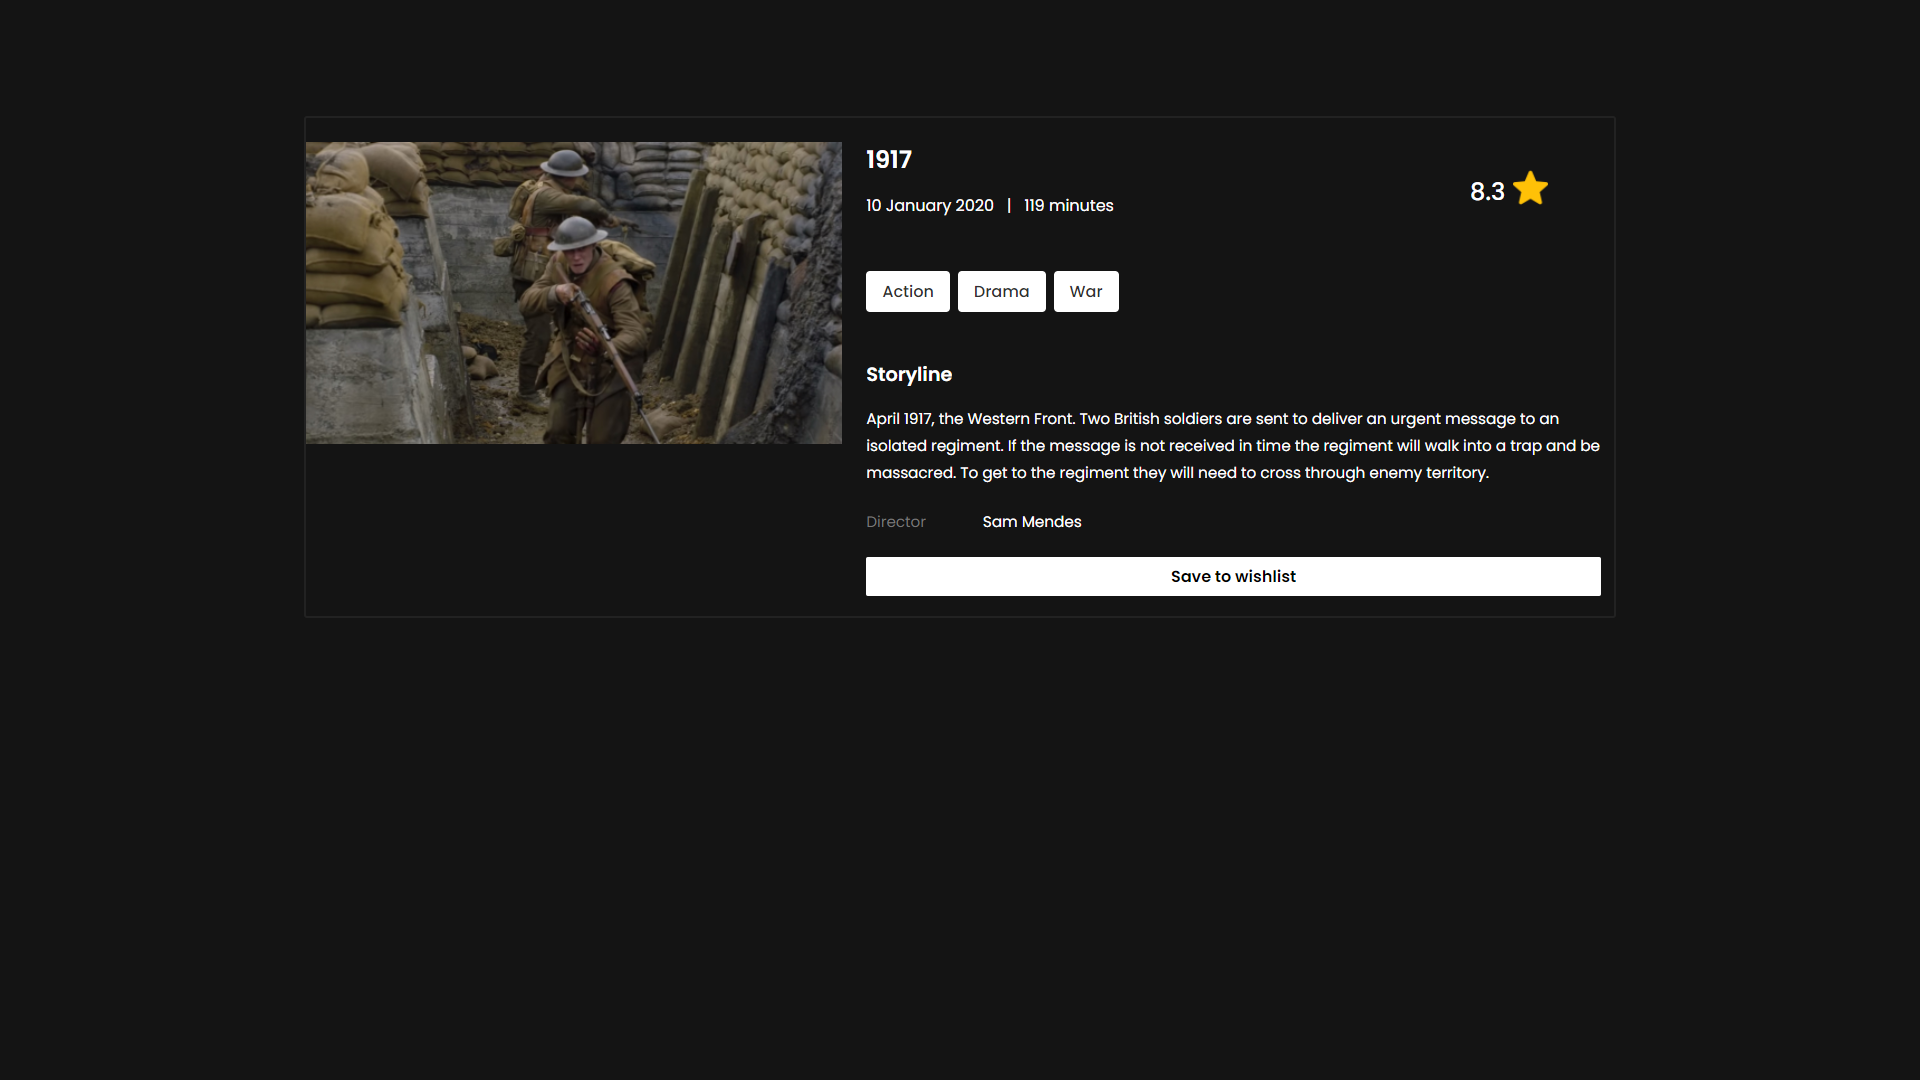 1917
8.3
10 January 2020 | 119 minutes
Action Drama War
Storyline
April 1917, the Western Front. Two British soldiers are sent to deliver an urgent message to an
isolated regiment. If the message is not received in time the regiment will walk into a trap and be
massacred. To get to the regiment they will need to cross through enemy territory.
Director Sam Mendes
Save to wishlist